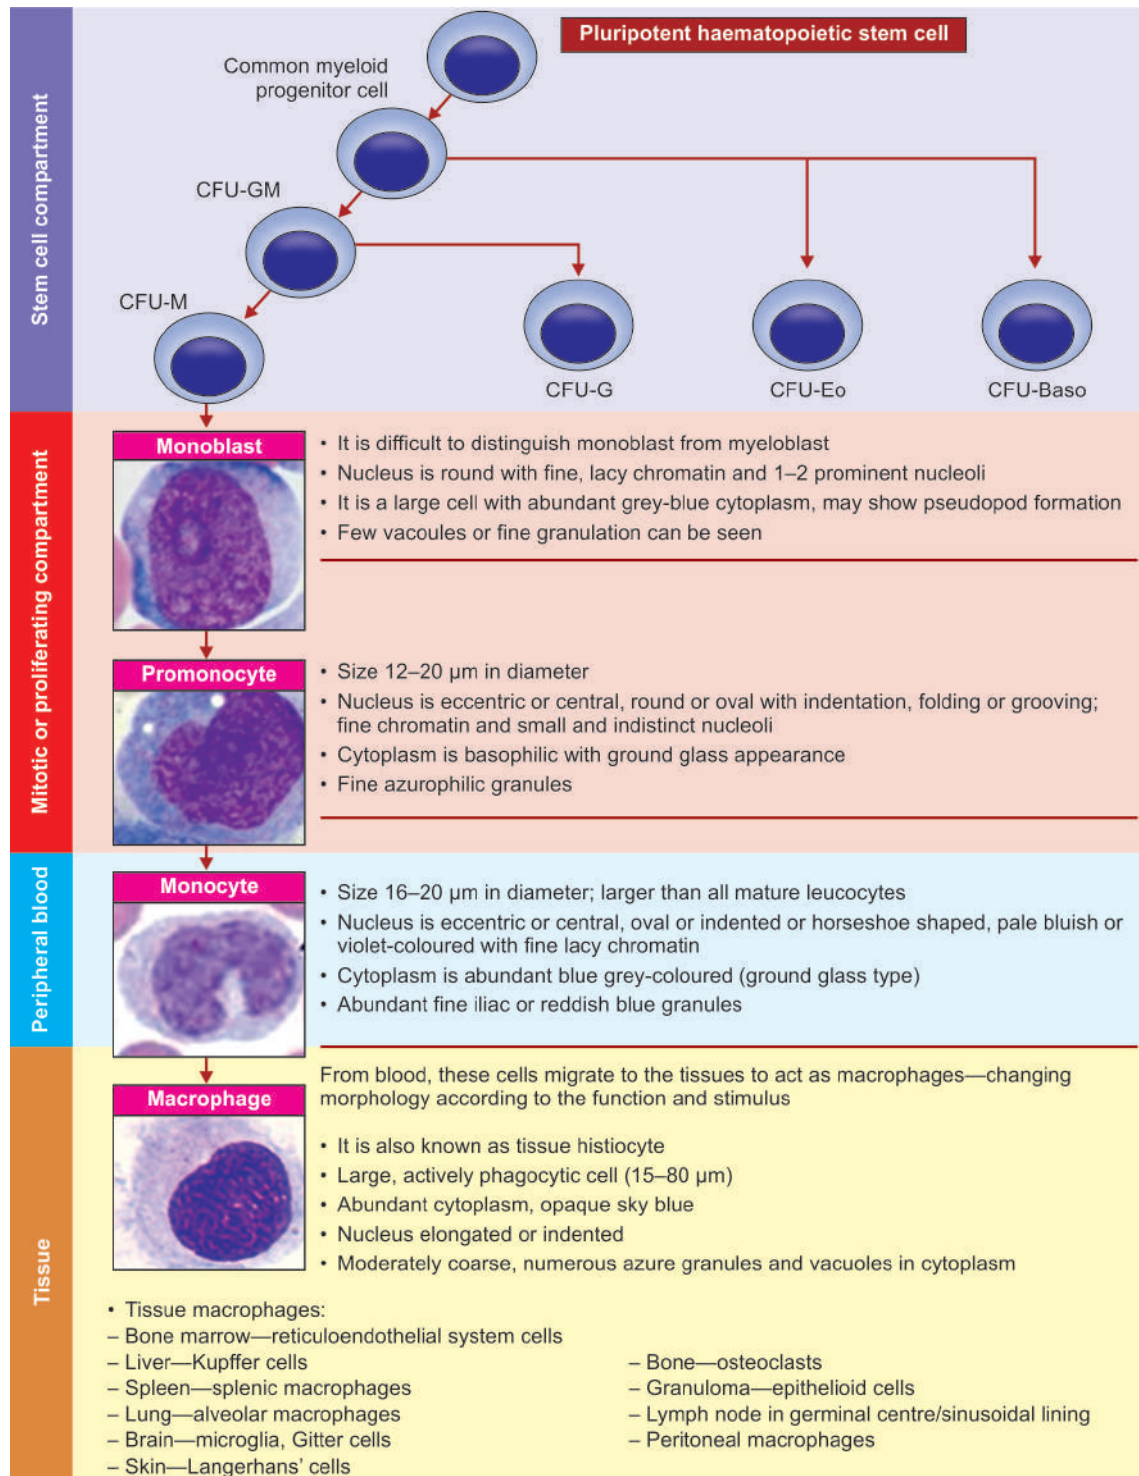 Pluripotent haematopoietic stem cell
Common myeloid
progenitor cell
CFU-GM
CFU-M
CFU-G
CFU-Eo
CFU-Baso
Stem cell compartment
Mitotic or proliferating compartment
Monoblast
• It is difficult to distinguish monoblast from myeloblast
• Nucleus is round with fine, lacy chromatin and 1–2 prominent nucleoli
• It is a large cell with abundant grey-blue cytoplasm, may show pseudopod formation
• Few vacoules or fine granulation can be seen
Promonocyte
• Size 12–20 µm in diameter
• Nucleus is eccentric or central, round or oval with indentation, folding or grooving;
fine chromatin and small and indistinct nucleoli
• Cytoplasm is basophilic with ground glass appearance
• Fine azurophilic granules
Peripheral blood
Monocyte
• Size 16–20 µm in diameter; larger than all mature leucocytes
• Nucleus is eccentric or central, oval or indented or horseshoe shaped, pale bluish or
violet-coloured with fine lacy chromatin
• Cytoplasm is abundant blue grey-coloured (ground glass type)
• Abundant fine iliac or reddish blue granules
Tissue
Macrophage
From blood, these cells migrate to the tissues to act as macrophages—changing
morphology according to the function and stimulus
• It is also known as tissue histiocyte
• Large, actively phagocytic cell (15–80 µm)
• Abundant cytoplasm, opaque sky blue
• Nucleus elongated or indented
• Moderately coarse, numerous azure granules and vacuoles in cytoplasm
• Tissue macrophages:
– Bone marrow—reticuloendothelial system cells
– Liver—Kupffer cells
– Spleen—splenic macrophages
– Lung—alveolar macrophages
– Brain—microglia, Gitter cells
– Skin—Langerhans' cells
– Bone—osteoclasts
– Granuloma—epithelioid cells
– Lymph node in germinal centre/sinusoidal lining
– Peritoneal macrophages